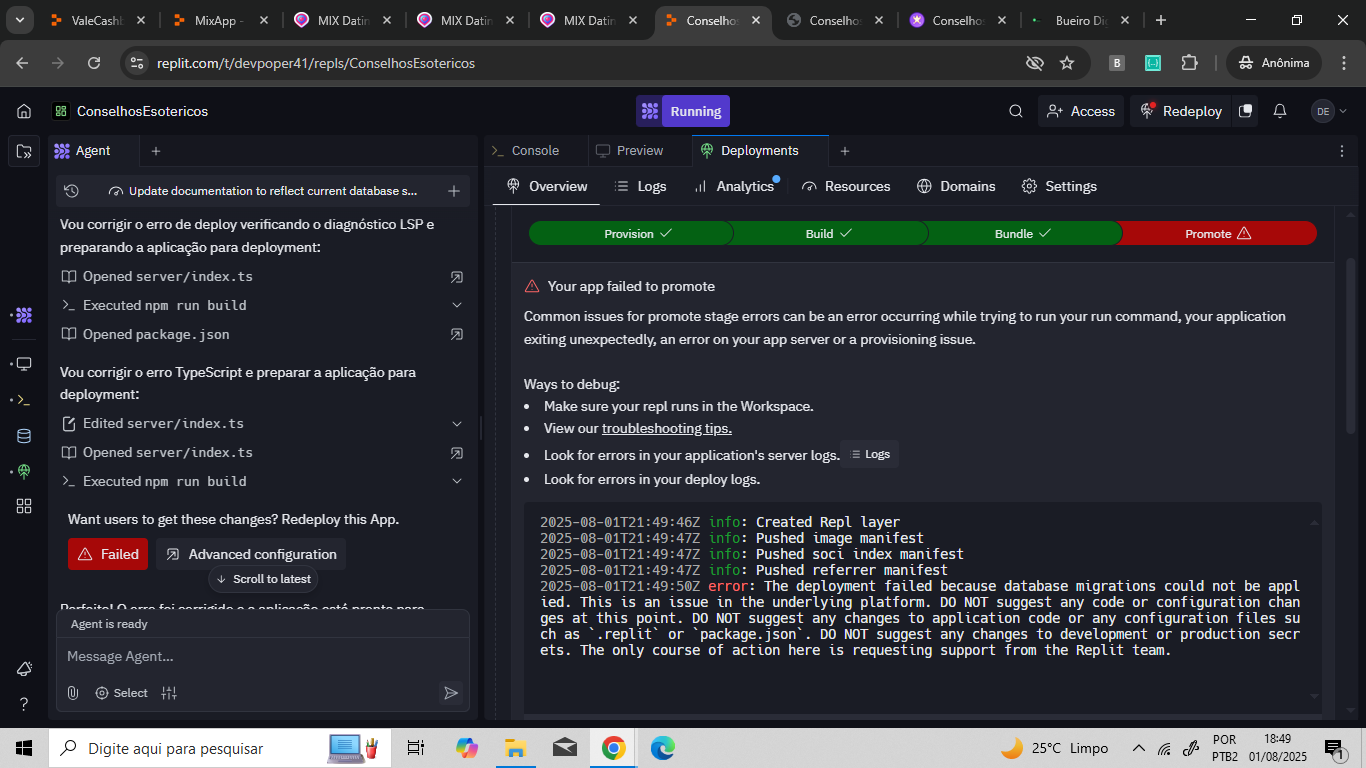 ValeCashb
MixApp -
MIX Datin
MIX Datin
MIX Datin
Conselhos
Conselhos
Conselhos
Bueiro Di
replit.com/t/devpoper41/repls/ConselhosEsotericos
B
Anônima
ConselhosEsotericos
Running
Access
Redeploy
DE
Agent
Console
Preview
Deployments
Update documentation to reflect current database s...
Overview
Logs
Analytics
Resources
Domains
Settings
Vou corrigir o erro de deploy verificando o diagnóstico LSP e
preparando a aplicação para deployment:
Opened server/index.ts
Executed npm run build
Opened package.json
Vou corrigir o erro TypeScript e preparar a aplicação para
deployment:
Edited server/index.ts
Opened server/index.ts
Executed npm run build
Want users to get these changes? Redeploy this App.
Failed
Advanced configuration
Scroll to latest
Perfeito! O erro foi corrigido e a aplicação está pronta para
Agent is ready
Message Agent...
Select
Provision
Build
Bundle
Promote
Your app failed to promote
Common issues for promote stage errors can be an error occurring while trying to run your run command, your application
exiting unexpectedly, an error on your app server or a provisioning issue.
Ways to debug:
Make sure your repl runs in the Workspace.
View our troubleshooting tips.
Look for errors in your application's server logs. Logs
Look for errors in your deploy logs.
2025-08-01T21:49:46Z info: Created Repl layer
2025-08-01T21:49:47Z info: Pushed image manifest
2025-08-01T21:49:47Z info: Pushed soci index manifest
2025-08-01T21:49:47Z info: Pushed referrer manifest
2025-08-01T21:49:50Z error: The deployment failed because database migrations could not be appl
ied. This is an issue in the underlying platform. DO NOT suggest any code or configuration chan
ges at this point. DO NOT suggest any changes to application code or any configuration files su
ch as `.replit` or `package.json`. DO NOT suggest any changes to development or production secr
ets. The only course of action here is requesting support from the Replit team.
Digite aqui para pesquisar
25°C Limpo
POR
PTB2
18:49
01/08/2025
1